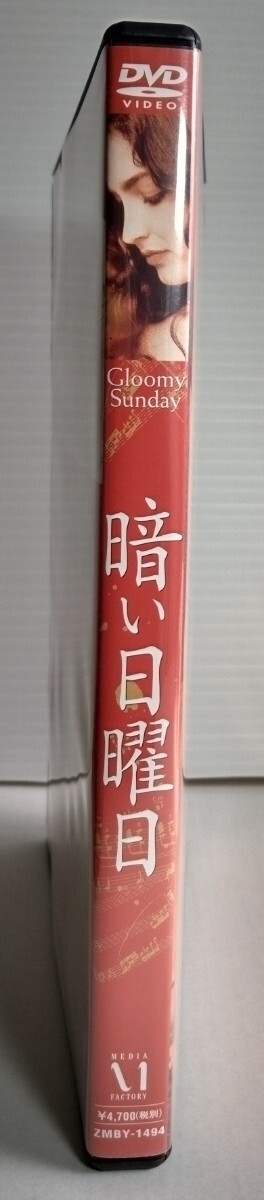 DVD
VIDEO
Gloomy
Sunday
暗い日曜日
MEDIA
FACTORY
¥4,700(税別)
ZMBY-1494